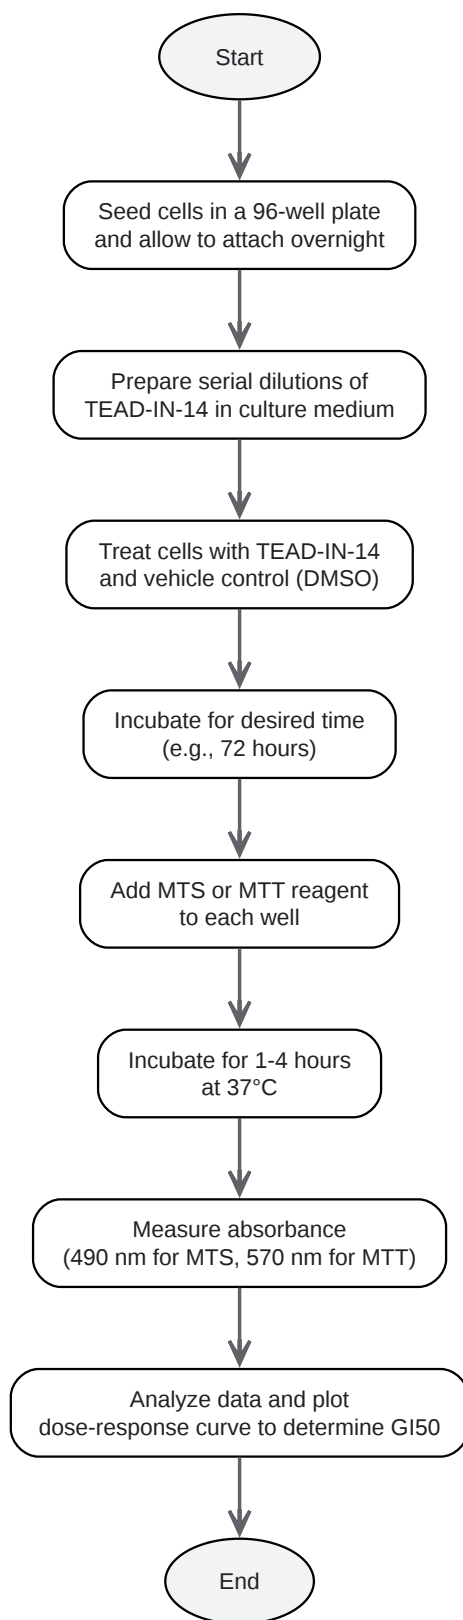 Start
Seed cells in a 96-well plate
and allow to attach overnight
Prepare serial dilutions of
TEAD-IN-14 in culture medium
Treat cells with TEAD-IN-14
and vehicle control (DMSO)
Incubate for desired time
(e.g., 72 hours)
Add MTS or MTT reagent
to each well
Incubate for 1-4 hours
at 37°C
Measure absorbance
(490 nm for MTS, 570 nm for MTT)
Analyze data and plot
dose-response curve to determine GI50
End